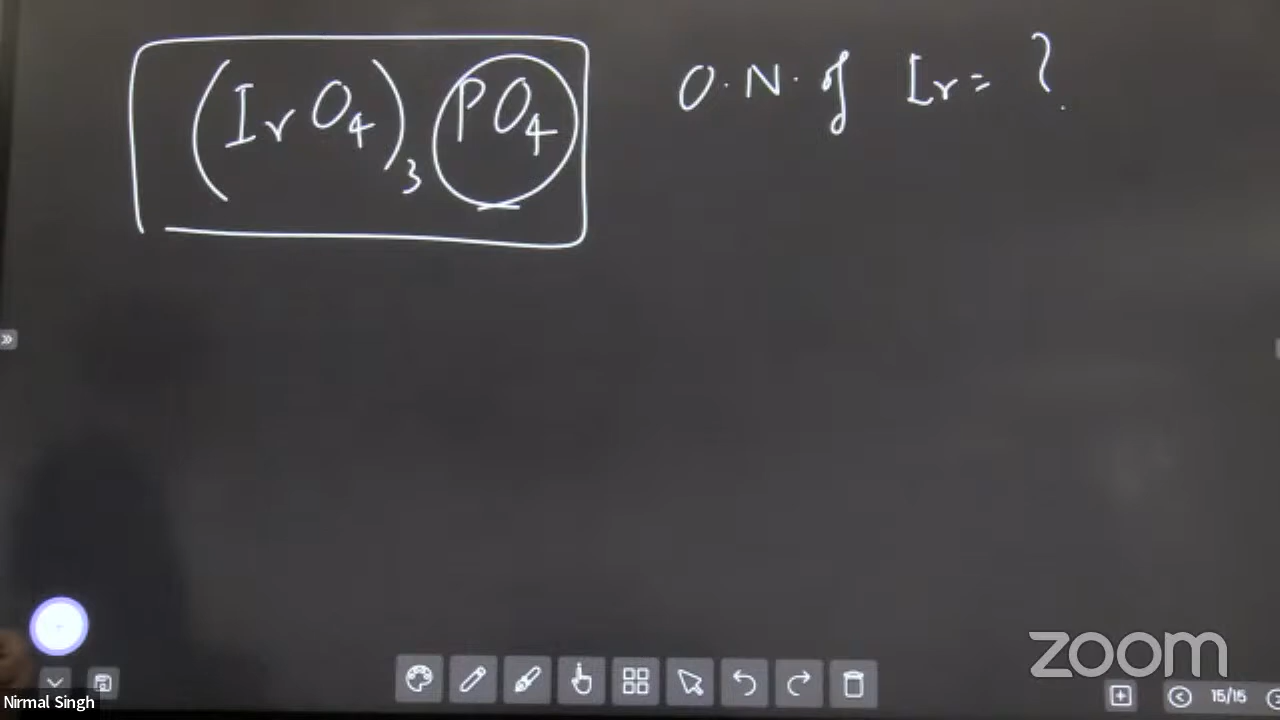 (IrO₄)₃ PO₄ O.N. of Ir = ?
zoom
15/15
Nirmal Singh